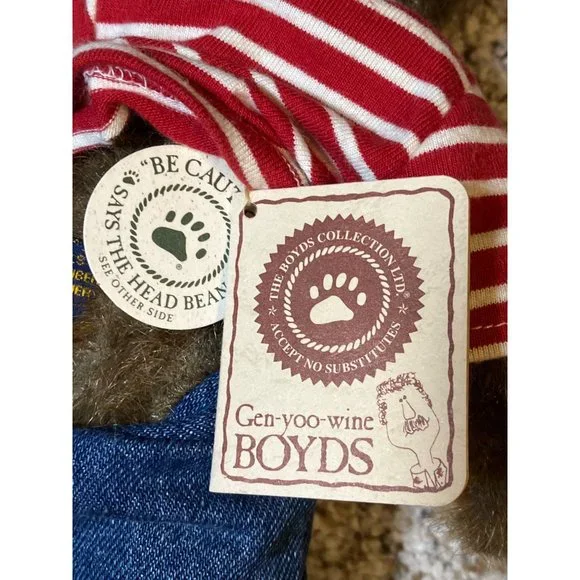 "BE CAUT
SAYS THE HEAD BEAN
SEE OTHER SIDE
THE BOYDS COLLECTION LTD.®
ACCEPT NO SUBSTITUTES
Gen-yoo-wine
BOYDS